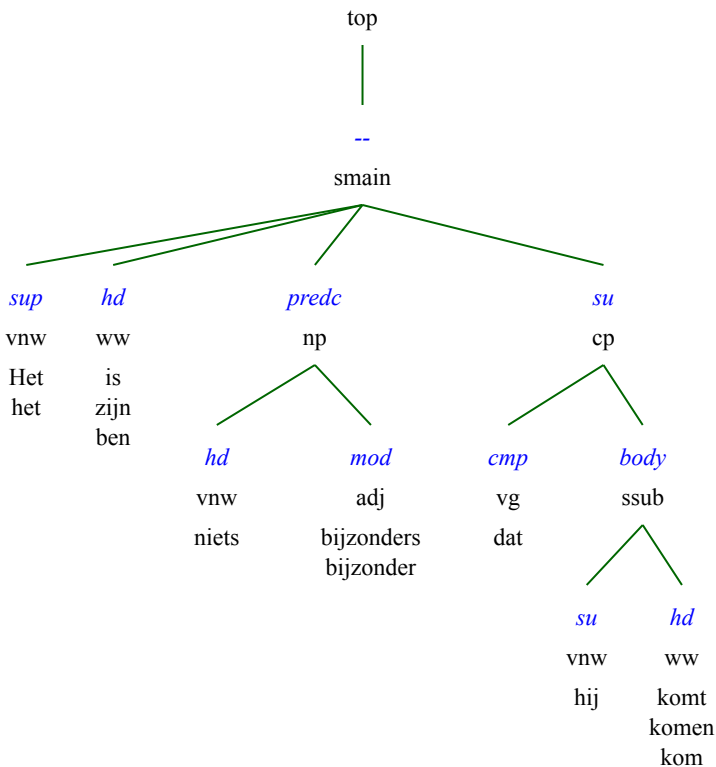 top
--
smain
sup hd predc su
vnw ww np cp
Het is
het zijn
ben
hd mod cmp body
vnw adj vg ssub
niets bijzonders dat
bijzonder
su hd
vnw ww
hij komt
komen
kom